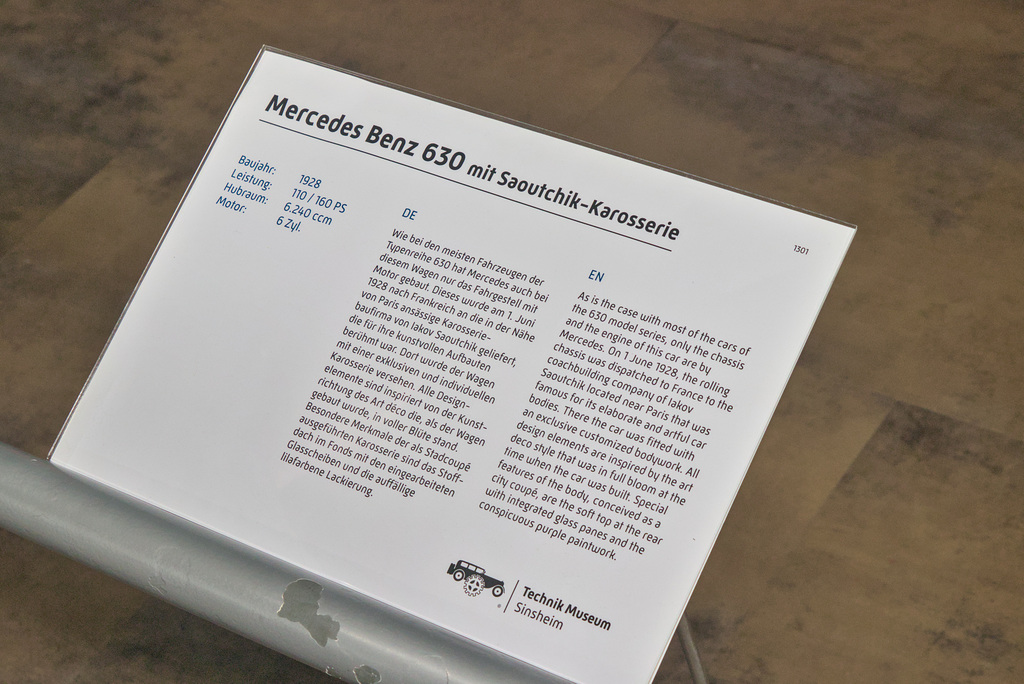 Mercedes Benz 630 mit Saoutchik-Karosserie
1301
Baujahr: 1928
Leistung: 110 / 160 PS
Hubraum: 6.240 ccm
Motor: 6 Zyl.
DE
Wie bei den meisten Fahrzeugen der
Typenreihe 630 hat Mercedes auch bei
diesem Wagen nur das Fahrgestell mit
Motor gebaut. Dieses wurde am 1. Juni
1928 nach Frankreich an die in der Nähe
von Paris ansässige Karosserie-
baufirma von Iakov Saoutchik geliefert,
die für ihre kunstvollen Aufbauten
berühmt war. Dort wurde der Wagen
mit einer exklusiven und individuellen
Karosserie versehen. Alle Design-
elemente sind inspiriert von der Kunst-
richtung des Art déco die, als der Wagen
gebaut wurde, in voller Blüte stand.
Besondere Merkmale der als Stadcoupé
ausgeführten Karosserie sind das Stoff-
dach im Fonds mit den eingearbeiteten
Glasscheiben und die auffällige
lilafarbene Lackierung.
EN
As is the case with most of the cars of
the 630 model series, only the chassis
and the engine of this car are by
Mercedes. On 1 June 1928, the rolling
chassis was dispatched to France to the
coachbuilding company of Iakov
Saoutchik located near Paris that was
famous for its elaborate and artful car
bodies. There the car was fitted with
an exclusive customized bodywork. All
design elements are inspired by the art
deco style that was in full bloom at the
time when the car was built. Special
features of the body, conceived as a
city coupé, are the soft top at the rear
with integrated glass panes and the
conspicuous purple paintwork.
Technik Museum
Sinsheim